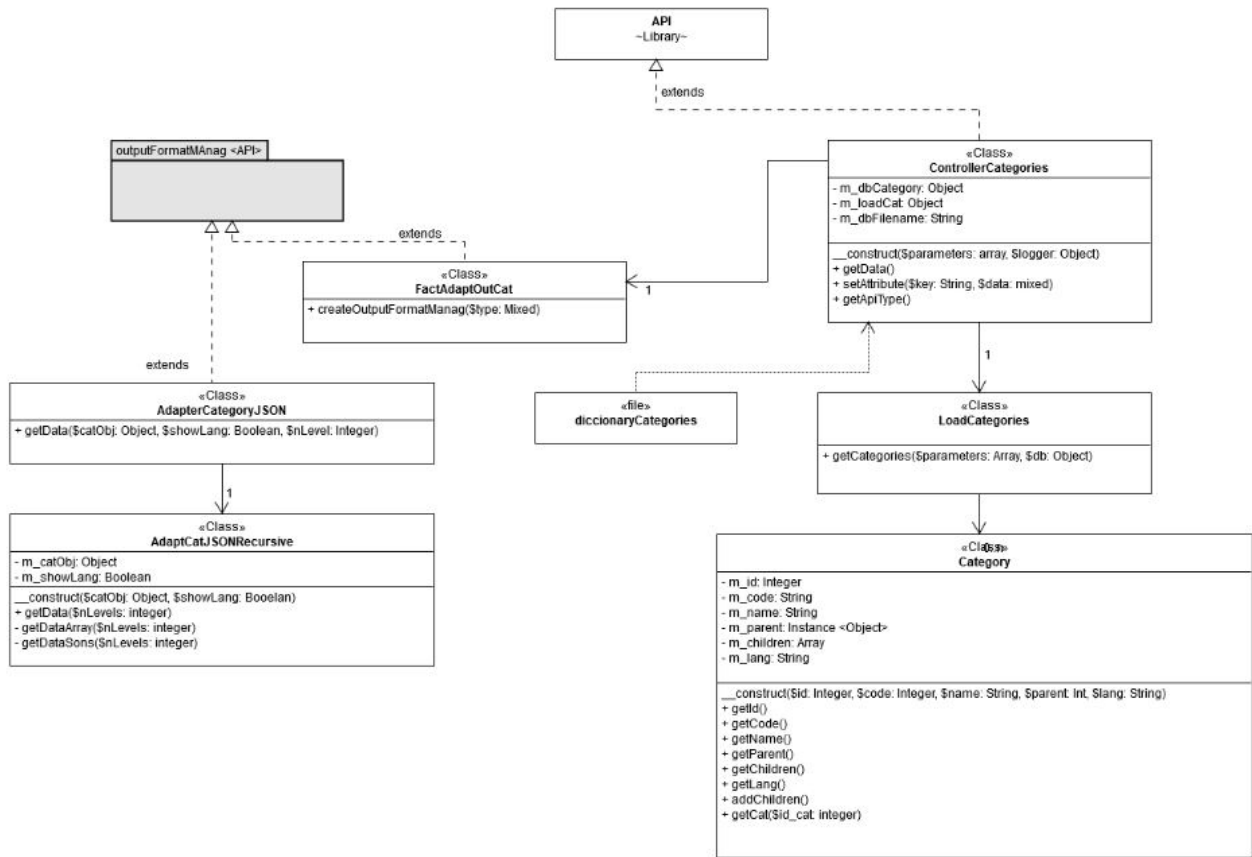 API
~Library~
extends
outputFormatMAnag <API>
«Class»
ControllerCategories
- m_dbCategory: Object
- m_loadCat: Object
- m_dbFilename: String
__construct($parameters: array, $logger: Object)
+ getData()
+ setAttribute($key: String, $data: mixed)
+ getApiType()
extends
«Class»
FactAdaptOutCat
+ createOutputFormatManag($type: Mixed)
1
extends
1
«Class»
AdapterCategoryJSON
+ getData($catObj: Object, $showLang: Boolean, $nLevel: Integer)
«file»
diccionaryCategories
«Class»
LoadCategories
+ getCategories($parameters: Array, $db: Object)
1
«Class»
AdaptCatJSONRecursive
- m_catObj: Object
- m_showLang: Boolean
__construct($catObj: Object, $showLang: Booelan)
+ getData($nLevels: integer)
- getDataArray($nLevels: integer)
- getDataSons($nLevels: integer)
«Class»
Category
- m_id: Integer
- m_code: String
- m_name: String
- m_parent: Instance <Object>
- m_children: Array
- m_lang: String
__construct($id: Integer, $code: Integer, $name: String, $parent: Int, $lang: String)
+ getId()
+ getCode()
+ getName()
+ getParent()
+ getChildren()
+ getLang()
+ addChildren()
+ getCat($id_cat: integer)